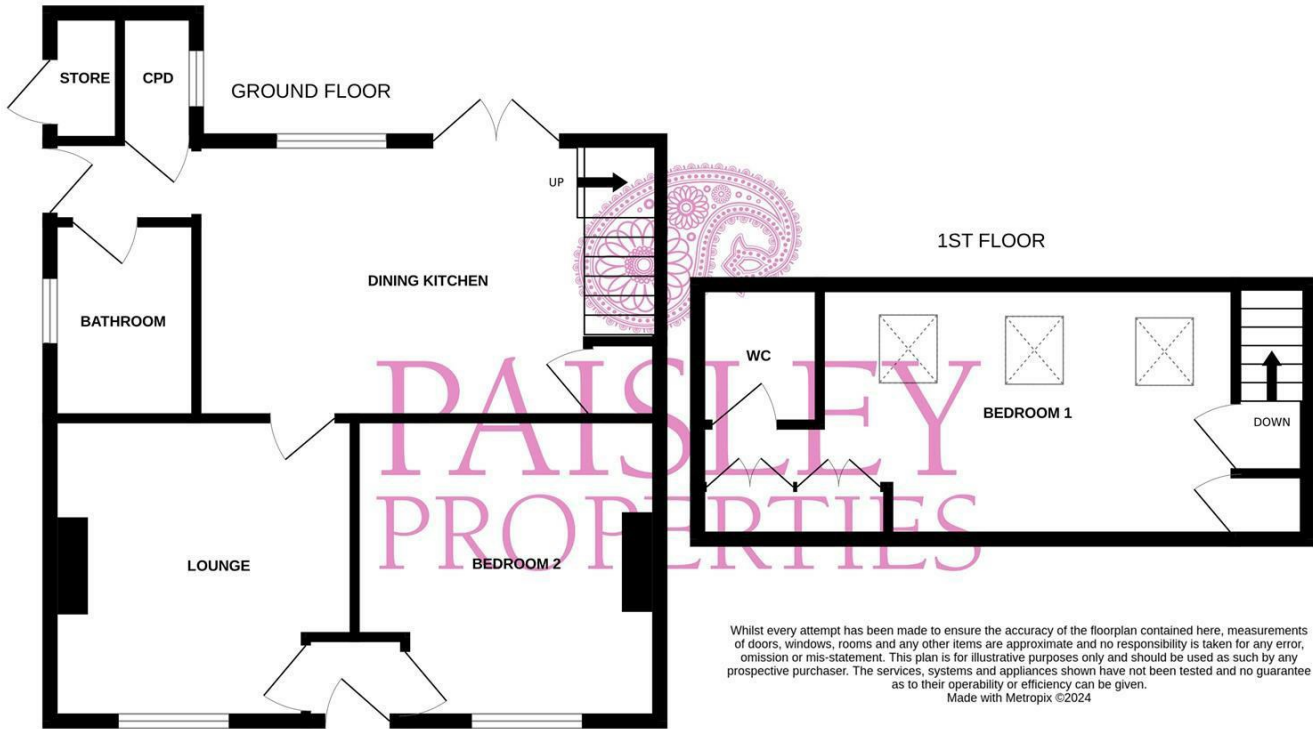 STORE
CPD
GROUND FLOOR
UP
DINING KITCHEN
BATHROOM
LOUNGE
BEDROOM 2
1ST FLOOR
WC
BEDROOM 1
DOWN
PAISLEY
PROPERTIES
Whilst every attempt has been made to ensure the accuracy of the floorplan contained here, measurements
of doors, windows, rooms and any other items are approximate and no responsibility is taken for any error,
omission or mis-statement. This plan is for illustrative purposes only and should be used as such by any
prospective purchaser. The services, systems and appliances shown have not been tested and no guarantee
as to their operability or efficiency can be given.
Made with Metropix ©2024